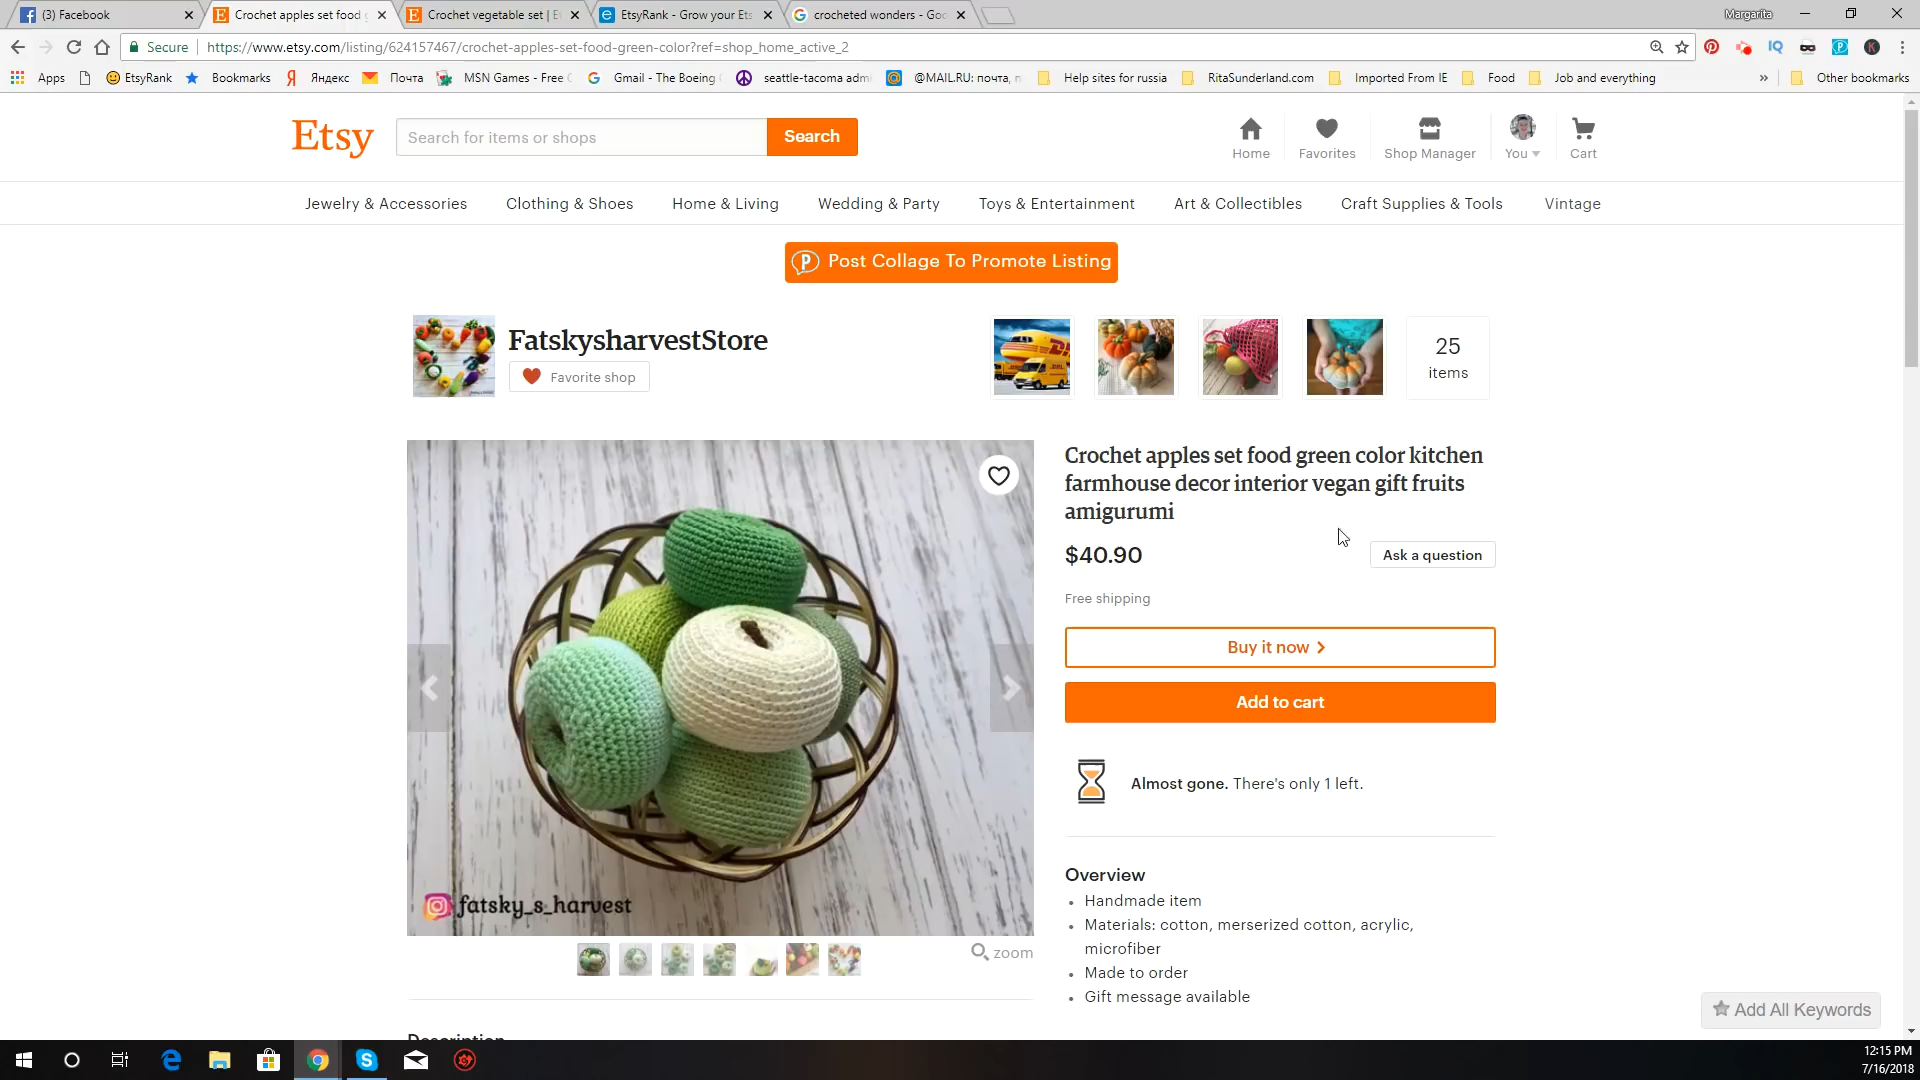 (3) Facebook
Crochet apples set food g
Crochet vegetable set | E
EtsyRank - Grow your Ets
crocheted wonders - Goo
Margarita
Secure
https://www.etsy.com/listing/624157467/crochet-apples-set-food-green-color?ref=shop_home_active_2
Apps
EtsyRank
Bookmarks
Яндекс
Почта
MSN Games - Free
Gmail - The Boeing
seattle-tacoma adm
@MAIL.RU: почта, п
Help sites for russia
RitaSunderland.com
Imported From IE
Food
Job and everything
»
Other bookmarks
Etsy
Search for items or shops
Search
Home
Favorites
Shop Manager
You
Cart
Jewelry & Accessories
Clothing & Shoes
Home & Living
Wedding & Party
Toys & Entertainment
Art & Collectibles
Craft Supplies & Tools
Vintage
Post Collage To Promote Listing
FatskysharvestStore
Favorite shop
25
items
Crochet apples set food green color kitchen
farmhouse decor interior vegan gift fruits
amigurumi
$40.90
Ask a question
Free shipping
Buy it now
Add to cart
Almost gone. There's only 1 left.
Overview
Handmade item
Materials: cotton, merserized cotton, acrylic,
microfiber
Made to order
Gift message available
fatsky_s_harvest
zoom
Description
Add All Keywords
12:15 PM
7/16/2018